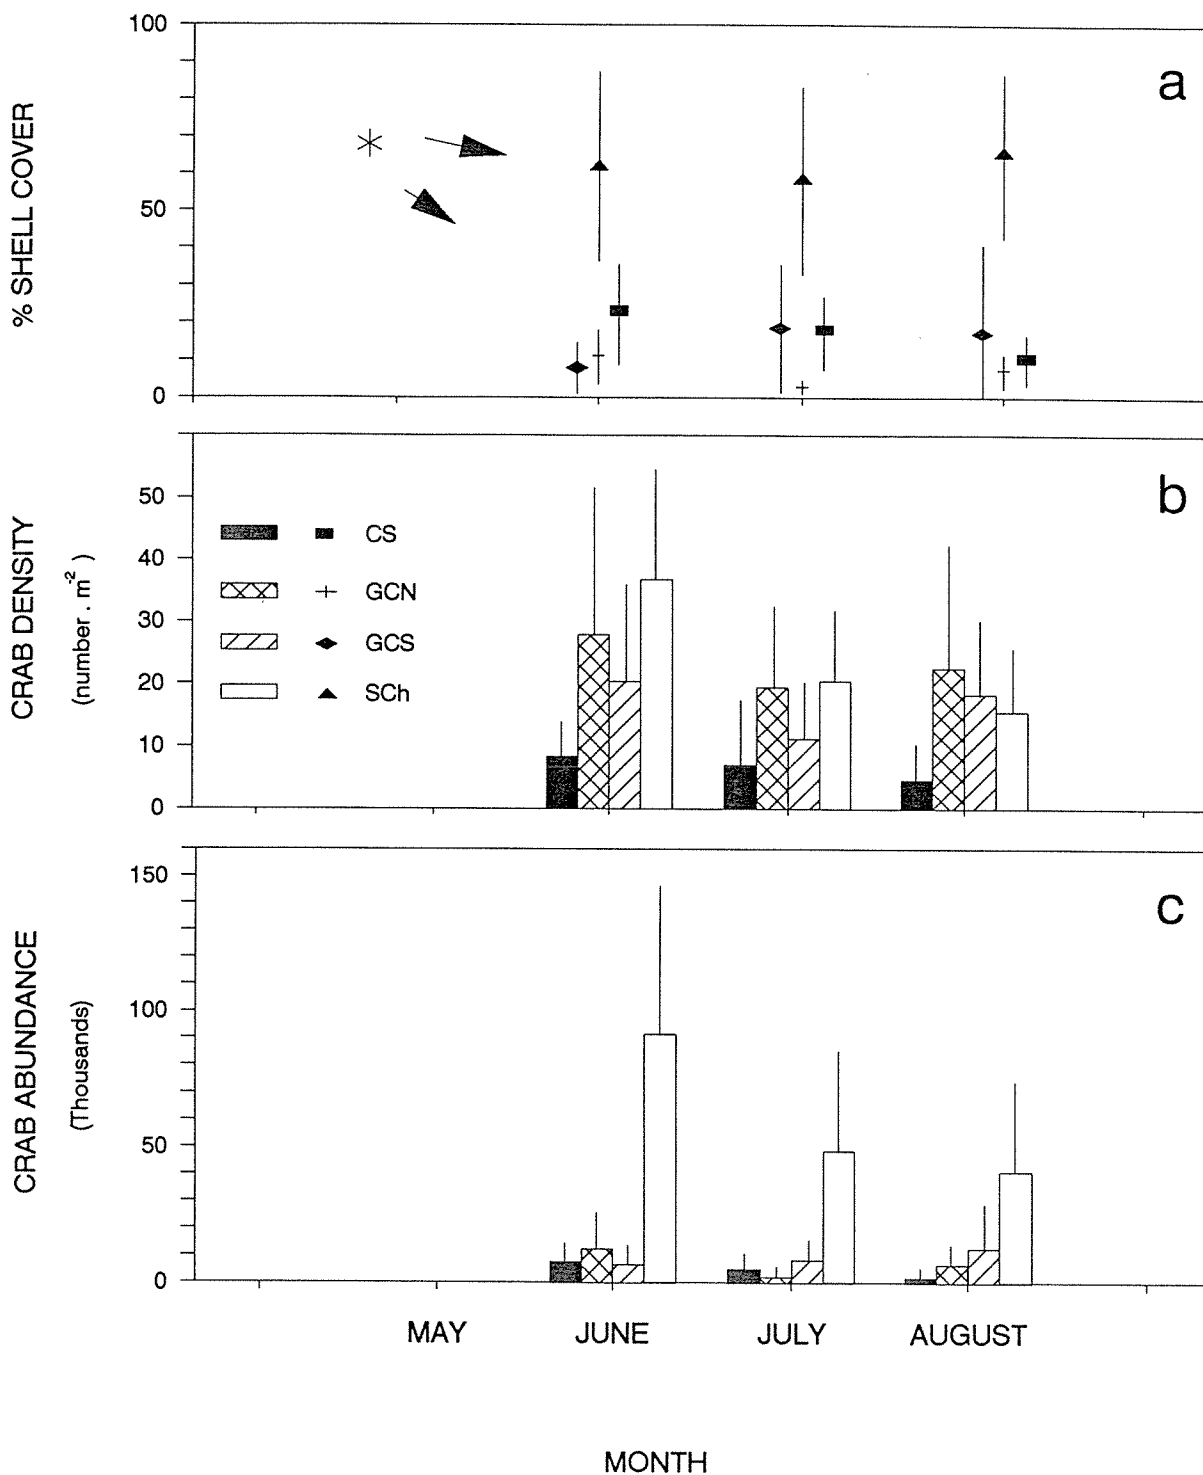 100
50
0
% SHELL COVER
a
50
40
30
20
10
0
CRAB DENSITY
(number . m⁻²)
b
CS
GCN
GCS
SCh
150
100
50
0
CRAB ABUNDANCE
(Thousands)
c
MAY JUNE JULY AUGUST
MONTH